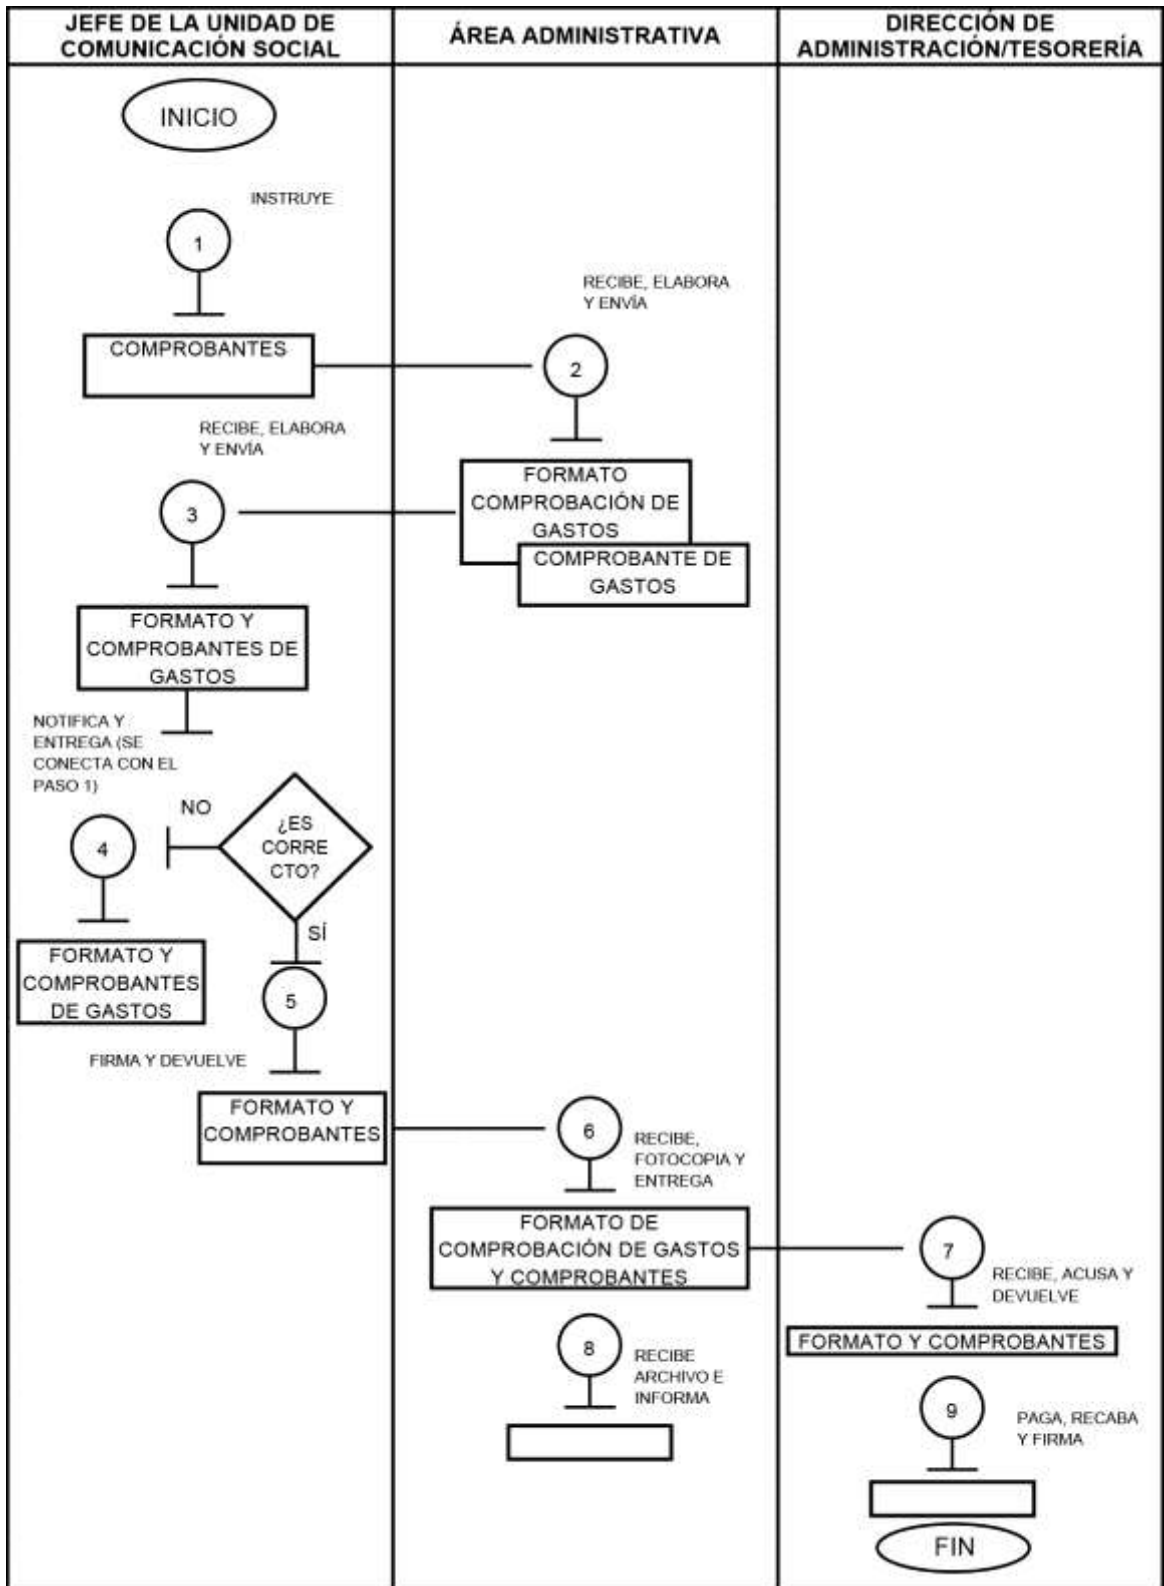 JEFE DE LA UNIDAD DE
COMUNICACIÓN SOCIAL
ÁREA ADMINISTRATIVA
DIRECCIÓN DE
ADMINISTRACIÓN/TESORERÍA
INICIO
INSTRUYE
1
COMPROBANTES
RECIBE, ELABORA
Y ENVÍA
2
FORMATO
COMPROBACIÓN DE
GASTOS
COMPROBANTE DE
GASTOS
RECIBE, ELABORA
Y ENVÍA
3
FORMATO Y
COMPROBANTES DE
GASTOS
NOTIFICA Y
ENTREGA (SE
CONECTA CON EL
PASO 1)
NO
4
¿ES
CORRE
CTO?
SÍ
FORMATO Y
COMPROBANTES
DE GASTOS
5
FIRMA Y DEVUELVE
FORMATO Y
COMPROBANTES
6
RECIBE,
FOTOCOPIA Y
ENTREGA
FORMATO DE
COMPROBACIÓN DE GASTOS
Y COMPROBANTES
7
RECIBE, ACUSA Y
DEVUELVE
FORMATO Y COMPROBANTES
8
RECIBE
ARCHIVO E
INFORMA
9
PAGA, RECABA
Y FIRMA
FIN